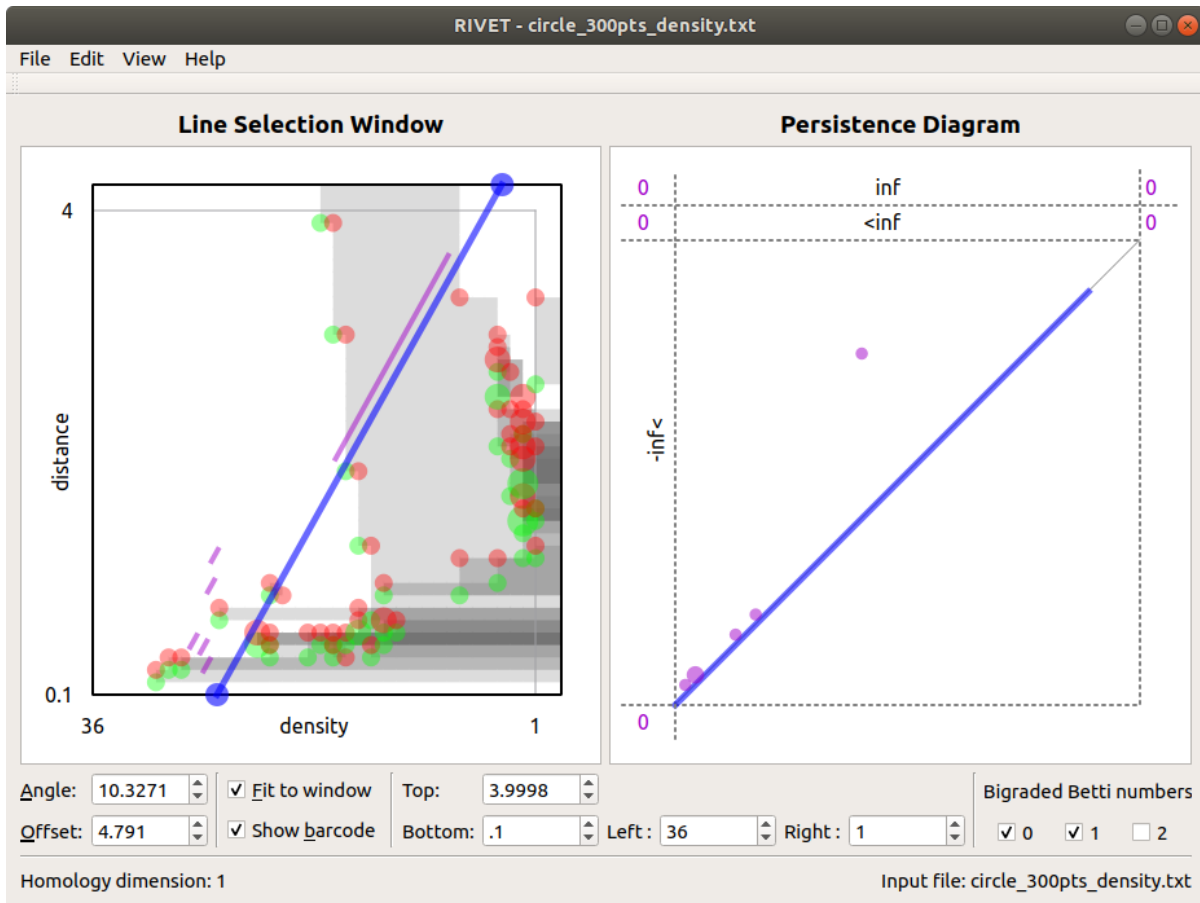 RIVET - circle_300pts_density.txt
File Edit View Help
Line Selection Window
Persistence Diagram
4
distance
0.1
36
density
1
0 inf 0
0 <inf 0
-inf<
0
Angle: 10.3271
Fit to window
Top: 3.9998
Bigraded Betti numbers
Offset: 4.791
Show barcode
Bottom: .1
Left : 36
Right : 1
0 1 2
Homology dimension: 1
Input file: circle_300pts_density.txt